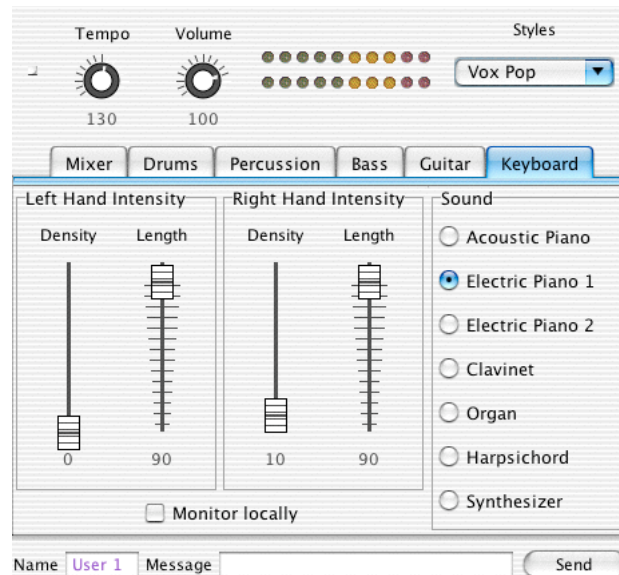 Tempo Volume Styles
Vox Pop
130 100
Mixer Drums Percussion Bass Guitar Keyboard
Left Hand Intensity Right Hand Intensity Sound
Density Length Density Length Acoustic Piano
Electric Piano 1
Electric Piano 2
Clavinet
Organ
0 90 10 90 Harpsichord
Synthesizer
Monitor locally
Name User 1 Message Send